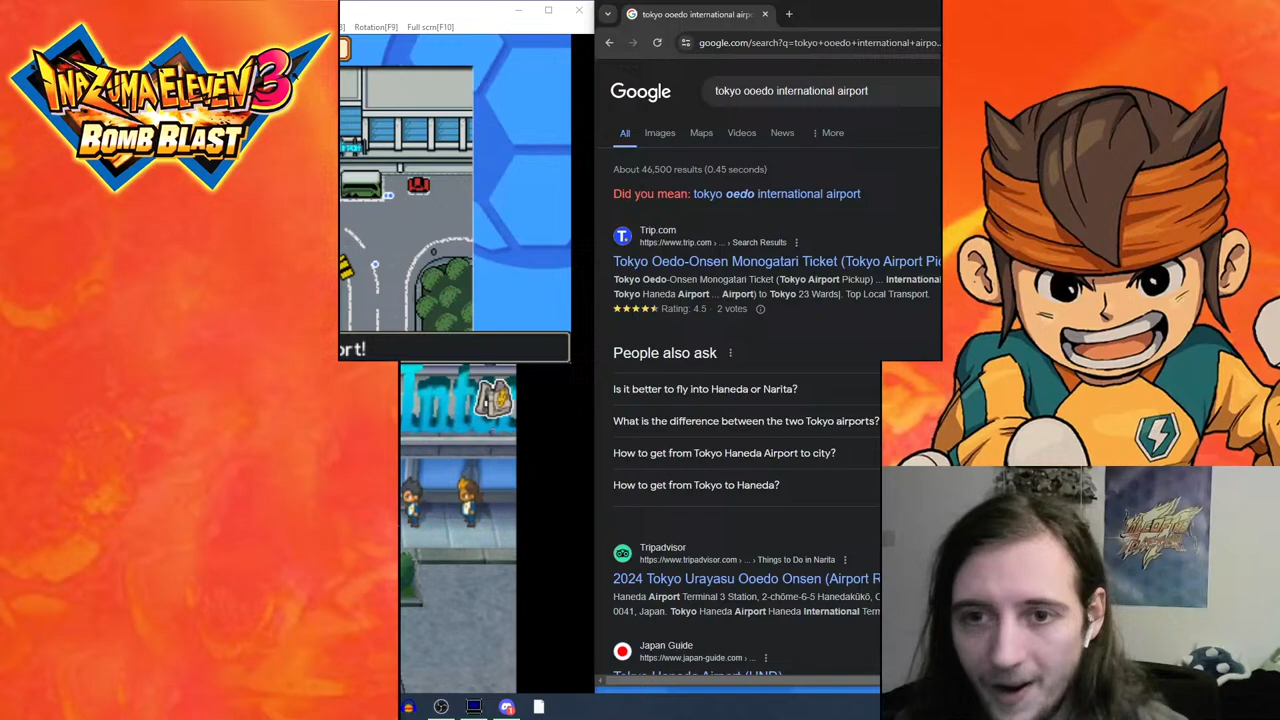 INAZUMA ELEVEN 3
BOMB BLAST
Rotation[F9] Full scrn[F10]
ort!
Inte
tokyo ooedo international airpo
google.com/search?q=tokyo+ooedo+international+airpo...
Google
tokyo ooedo international airport
All Images Maps Videos News More
About 46,500 results (0.45 seconds)
Did you mean: tokyo oedo international airport
Trip.com
https://www.trip.com › ... › Search Results
Tokyo Oedo-Onsen Monogatari Ticket (Tokyo Airport Pi
Tokyo Oedo-Onsen Monogatari Ticket (Tokyo Airport Pickup) ... Internationa
Tokyo Haneda Airport ... Airport) to Tokyo 23 Wards|. Top Local Transport.
Rating: 4.5 · 2 votes
People also ask
Is it better to fly into Haneda or Narita?
What is the difference between the two Tokyo airports?
How to get from Tokyo Haneda Airport to city?
How to get from Tokyo to Haneda?
Tripadvisor
https://www.tripadvisor.com › ... › Things to Do in Narita
2024 Tokyo Urayasu Ooedo Onsen (Airport R
Haneda Airport Terminal 3 Station, 2-chōme-6-5 Hanedakūkō, O
0041, Japan. Tokyo Haneda Airport Haneda International Term
Japan Guide
https://www.japan-guide.com › ...
Tokyo Haneda Airport (HND)